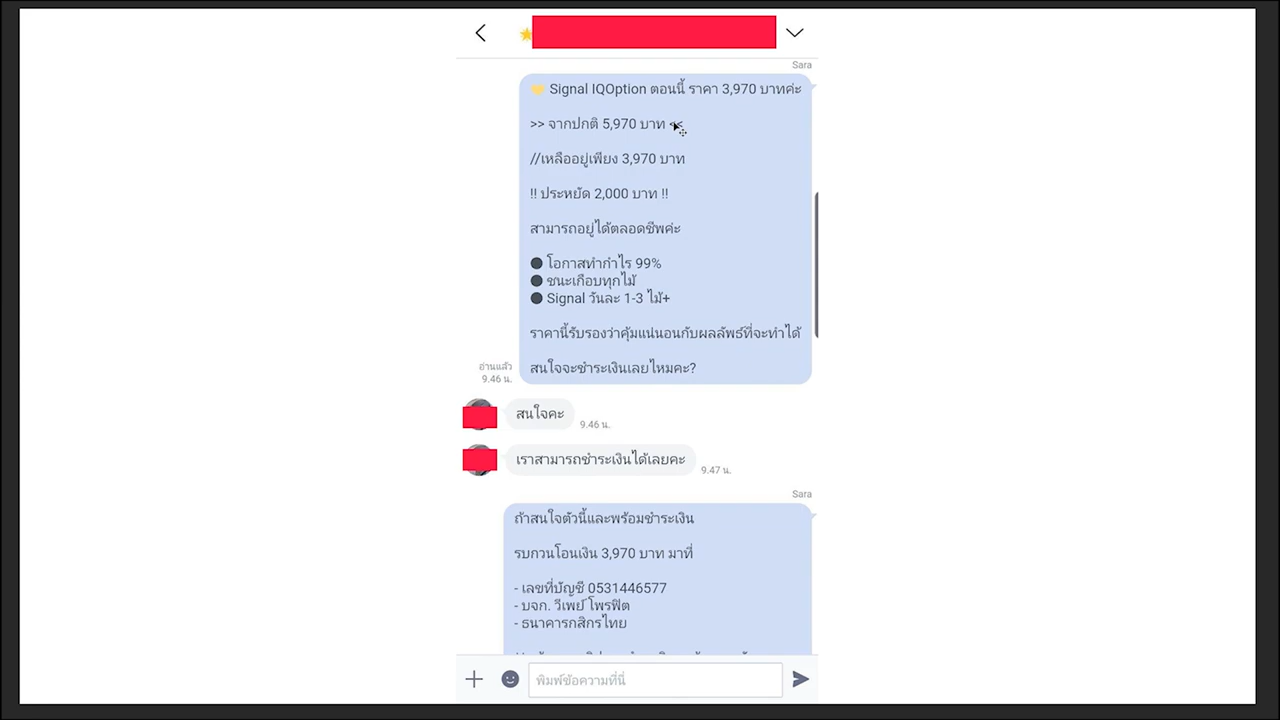 Sara
Signal IQOption ตอนนี้ ราคา 3,970 บาทค่ะ
>> จากปกติ 5,970 บาท <<
//เหลืออยู่เพียง 3,970 บาท
!! ประหยัด 2,000 บาท !!
สามารถอยู่ได้ตลอดชีพค่ะ
● โอกาสทำกำไร 99%
● ชนะเกือบทุกไม้
● Signal วันละ 1-3 ไม้+
ราคานี้รับรองว่าคุ้มแน่นอนกับผลลัพธ์ที่จะทำได้
สนใจจะชำระเงินเลยไหมคะ?
อ่านแล้ว
9.46 น.
สนใจคะ
9.46 น.
เราสามารถชำระเงินได้เลยคะ
9.47 น.
Sara
ถ้าสนใจตัวนี้และพร้อมชำระเงิน
รบกวนโอนเงิน 3,970 บาท มาที่
- เลขที่บัญชี 0531446577
- บจก. วีเพย์ โพรฟิต
- ธนาคารกสิกรไทย
พิมพ์ข้อความที่นี่